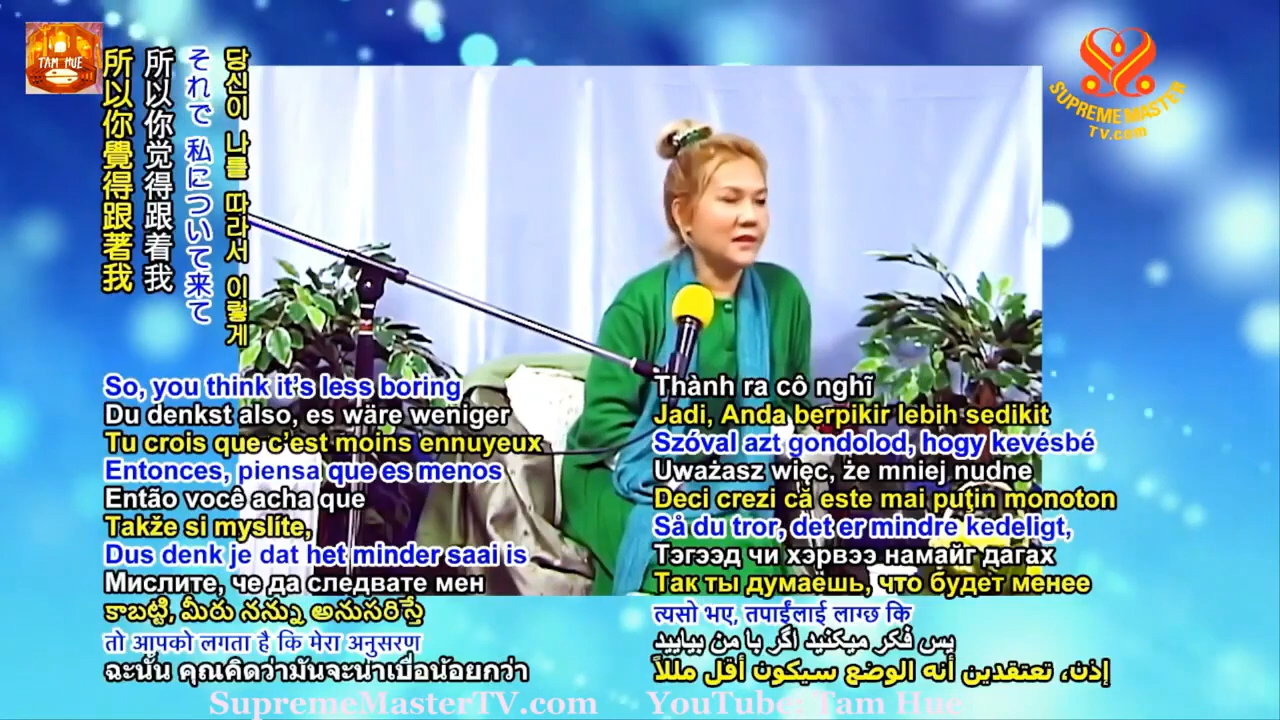 TAM HUE
所以你覺得跟著我
所以你觉得跟着我
それで 私について来て
당신이 나를 따라서 이렇게
SUPREME MASTER
TV.com
So, you think it's less boring
Du denkst also, es wäre weniger
Tu crois que c'est moins ennuyeux
Entonces, piensa que es menos
Então você acha que
Takže si myslíte,
Dus denk je dat het minder saai is
Мислите, че да следвате мен
కాబట్టి, మీరు నన్ను అనుసరిస్తే
तो आपको लगता है कि मेरा अनुसरण
ฉะนั้น คุณคิดว่ามันจะน่าเบื่อน้อยกว่า
Thành ra cô nghĩ
Jadi, Anda berpikir lebih sedikit
Szóval azt gondolod, hogy kevésbé
Uważasz więc, że mniej nudne
Deci crezi că este mai puţin monoton
Så du tror, det er mindre kedeligt,
Тэгээд чи хэрвээ намайг дагах
Так ты думаёшь, что будет менее
त्यसो भए, तपाईंलाई लाग्छ कि
پس فکر میکنید اگر با من بیایید
إذن، تعتقدين أنه الوضع سيكون أقل مللاً
SupremeMasterTV.com
YouTube: Tam Hue